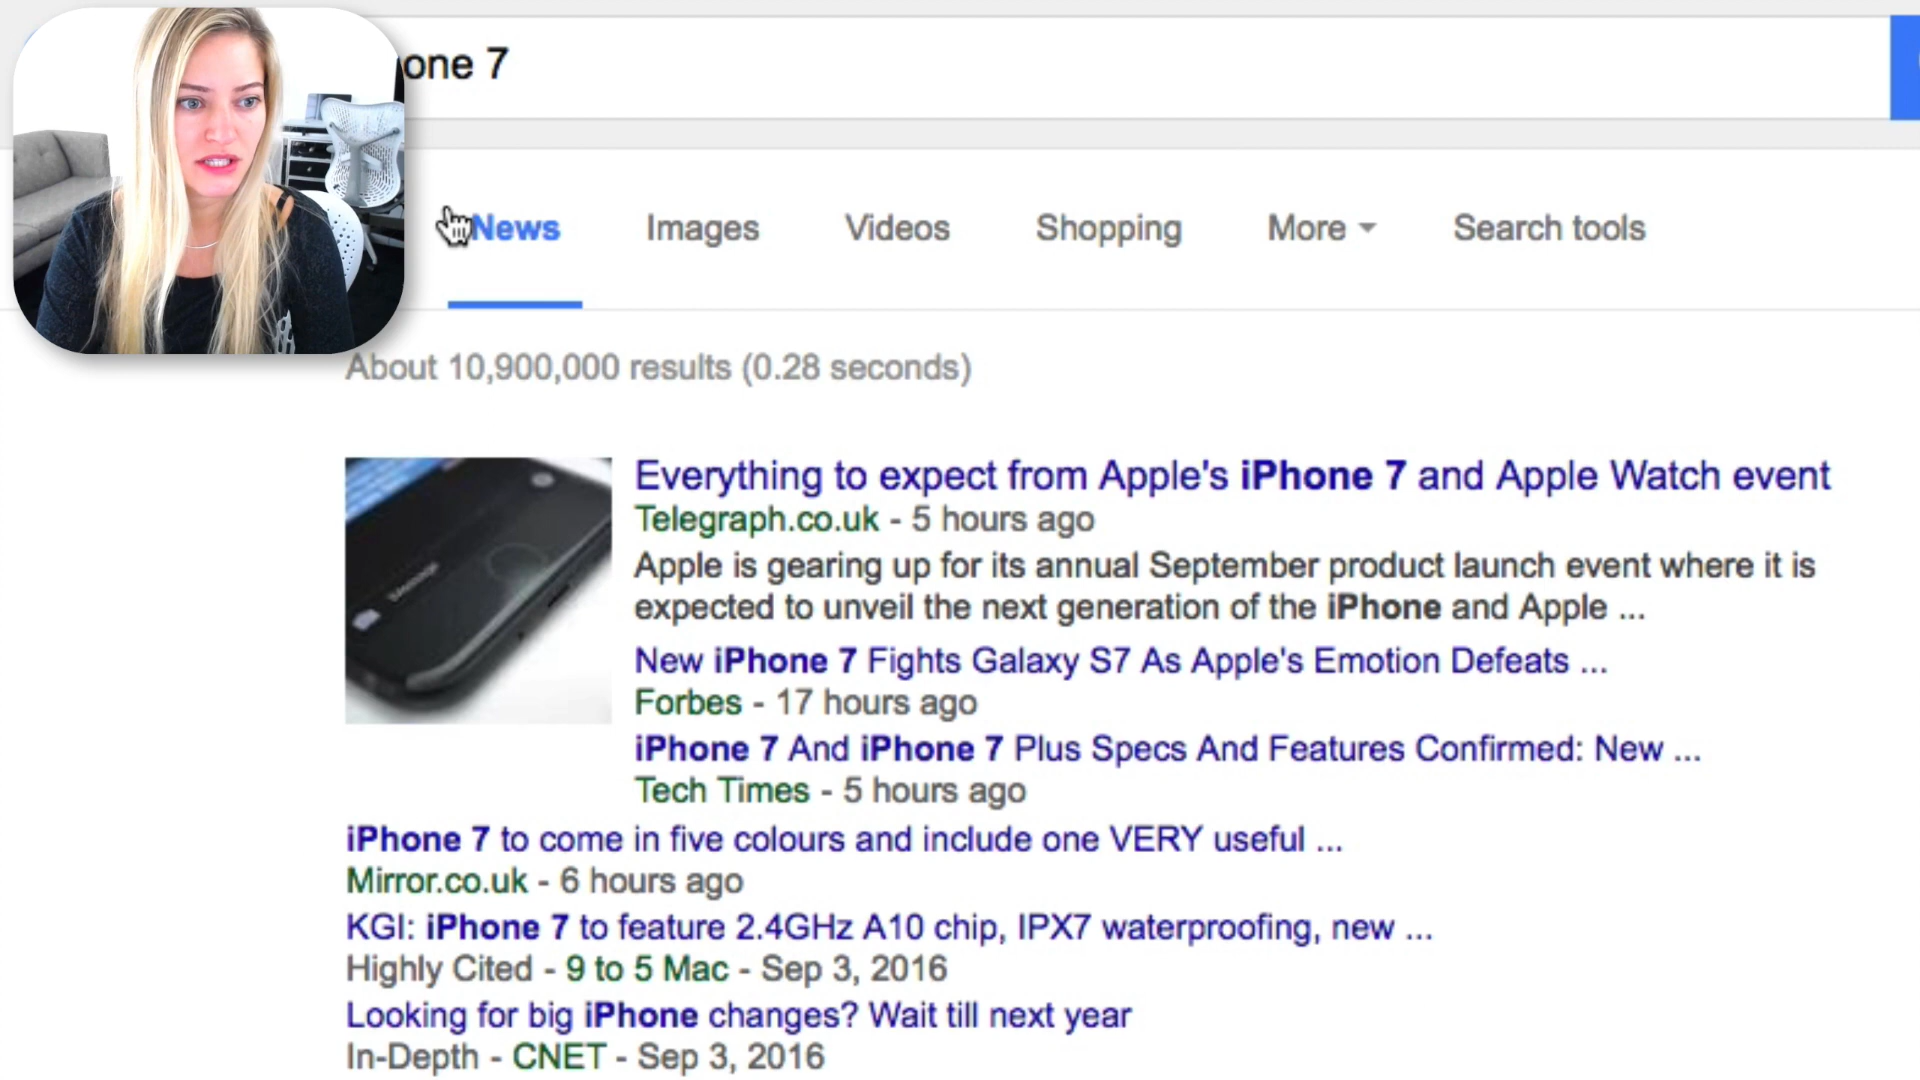 one 7
News Images Videos Shopping More Search tools
About 10,900,000 results (0.28 seconds)
Everything to expect from Apple's iPhone 7 and Apple Watch event
Telegraph.co.uk - 5 hours ago
Apple is gearing up for its annual September product launch event where it is
expected to unveil the next generation of the iPhone and Apple ...
New iPhone 7 Fights Galaxy S7 As Apple's Emotion Defeats ...
Forbes - 17 hours ago
iPhone 7 And iPhone 7 Plus Specs And Features Confirmed: New ...
Tech Times - 5 hours ago
iPhone 7 to come in five colours and include one VERY useful ...
Mirror.co.uk - 6 hours ago
KGI: iPhone 7 to feature 2.4GHz A10 chip, IPX7 waterproofing, new ...
Highly Cited - 9 to 5 Mac - Sep 3, 2016
Looking for big iPhone changes? Wait till next year
In-Depth - CNET - Sep 3, 2016